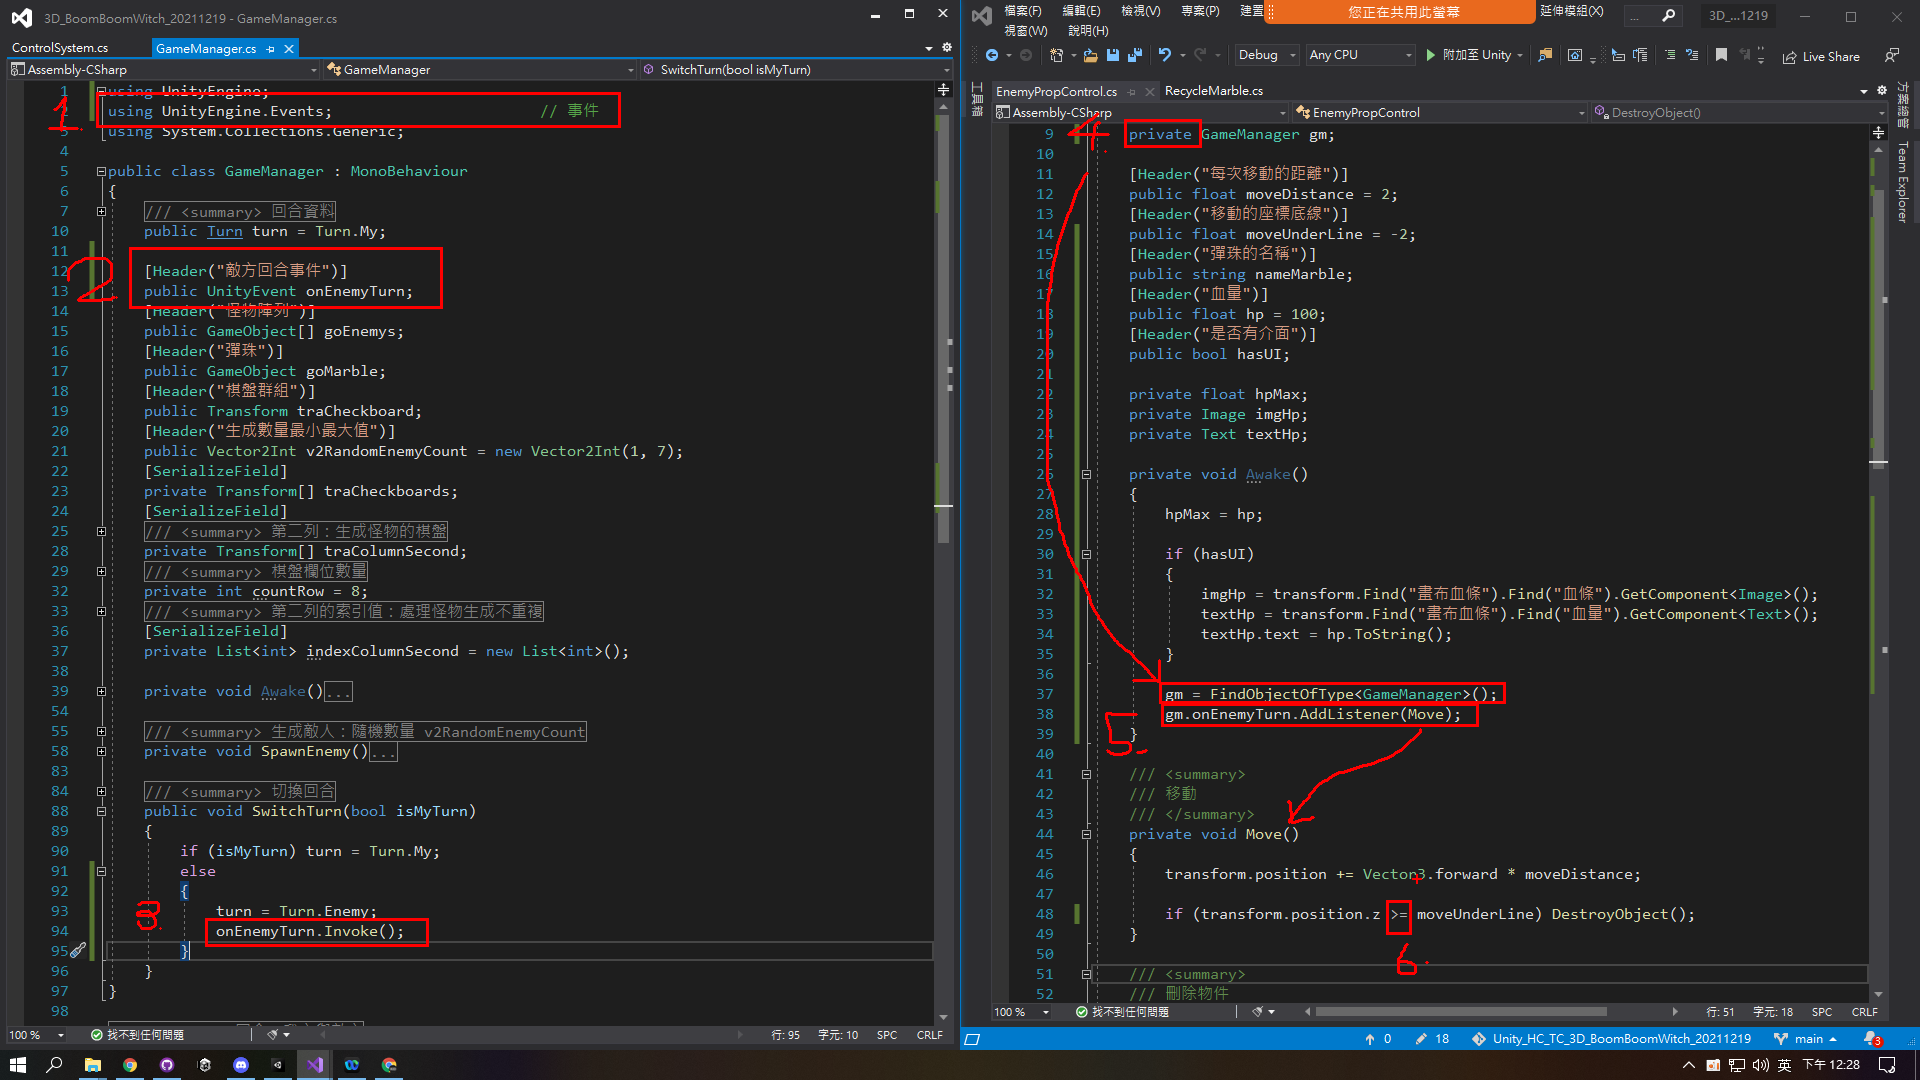 3D_BoomBoomWitch_20211219 - GameManager.cs
ControlSystem.cs
GameManager.cs
Assembly-CSharp
GameManager
SwitchTurn(bool isMyTurn)
1 using UnityEngine;
2 using UnityEngine.Events; // 事件
3 using System.Collections.Generic;
4
5 public class GameManager : MonoBehaviour
6 {
7 /// <summary> 回合資料
10 public Turn turn = Turn.My;
11
12 [Header("敵方回合事件")]
13 public UnityEvent onEnemyTurn;
14 [Header("怪物陣列")]
15 public GameObject[] goEnemys;
16 [Header("彈珠")]
17 public GameObject goMarble;
18 [Header("棋盤群組")]
19 public Transform traCheckboard;
20 [Header("生成數量最小最大值")]
21 public Vector2Int v2RandomEnemyCount = new Vector2Int(1, 7);
22 [SerializeField]
23 private Transform[] traCheckboards;
24 [SerializeField]
25 /// <summary> 第二列：生成怪物的棋盤
28 private Transform[] traColumnSecond;
29 /// <summary> 棋盤欄位數量
32 private int countRow = 8;
33 /// <summary> 第二列的索引值：處理怪物生成不重複
36 [SerializeField]
37 private List<int> indexColumnSecond = new List<int>();
38
39 private void Awake()...
54
55 /// <summary> 生成敵人：隨機數量 v2RandomEnemyCount
58 private void SpawnEnemy()...
83
84 /// <summary> 切換回合
88 public void SwitchTurn(bool isMyTurn)
89 {
90 if (isMyTurn) turn = Turn.My;
91 else
92 {
93 turn = Turn.Enemy;
94 onEnemyTurn.Invoke();
95 }
96 }
97 }
98
1
2
3.
100 %
找不到任何問題
行: 95
字元: 10
SPC
CRLF
檔案(F) 編輯(E) 檢視(V) 專案(P) 建置
您正在共用此螢幕
延伸模組(X)
視窗(W) 說明(H)
...
3D_...1219
Debug
Any CPU
附加至 Unity
Live Share
工具箱
EnemyPropControl.cs
RecycleMarble.cs
Assembly-CSharp
EnemyPropControl
DestroyObject()
方案總管
Team Explorer
9 private GameManager gm;
10
11 [Header("每次移動的距離")]
12 public float moveDistance = 2;
13 [Header("移動的座標底線")]
14 public float moveUnderLine = -2;
15 [Header("彈珠的名稱")]
16 public string nameMarble;
17 [Header("血量")]
18 public float hp = 100;
19 [Header("是否有介面")]
20 public bool hasUI;
21
22 private float hpMax;
23 private Image imgHp;
24 private Text textHp;
25
26 private void Awake()
27 {
28 hpMax = hp;
29
30 if (hasUI)
31 {
32 imgHp = transform.Find("畫布血條").Find("血條").GetComponent<Image>();
33 textHp = transform.Find("畫布血條").Find("血量").GetComponent<Text>();
34 textHp.text = hp.ToString();
35 }
36
37 gm = FindObjectOfType<GameManager>();
38 gm.onEnemyTurn.AddListener(Move);
39 }
40
41 /// <summary>
42 /// 移動
43 /// </summary>
44 private void Move()
45 {
46 transform.position += Vector3.forward * moveDistance;
47
48 if (transform.position.z >= moveUnderLine) DestroyObject();
49 }
50
51 /// <summary>
52 /// 刪除物件
4
5.
6.
100 %
找不到任何問題
行: 51
字元: 18
SPC
CRLF
0
18
Unity_HC_TC_3D_BoomBoomWitch_20211219
main
3
英
下午 12:28